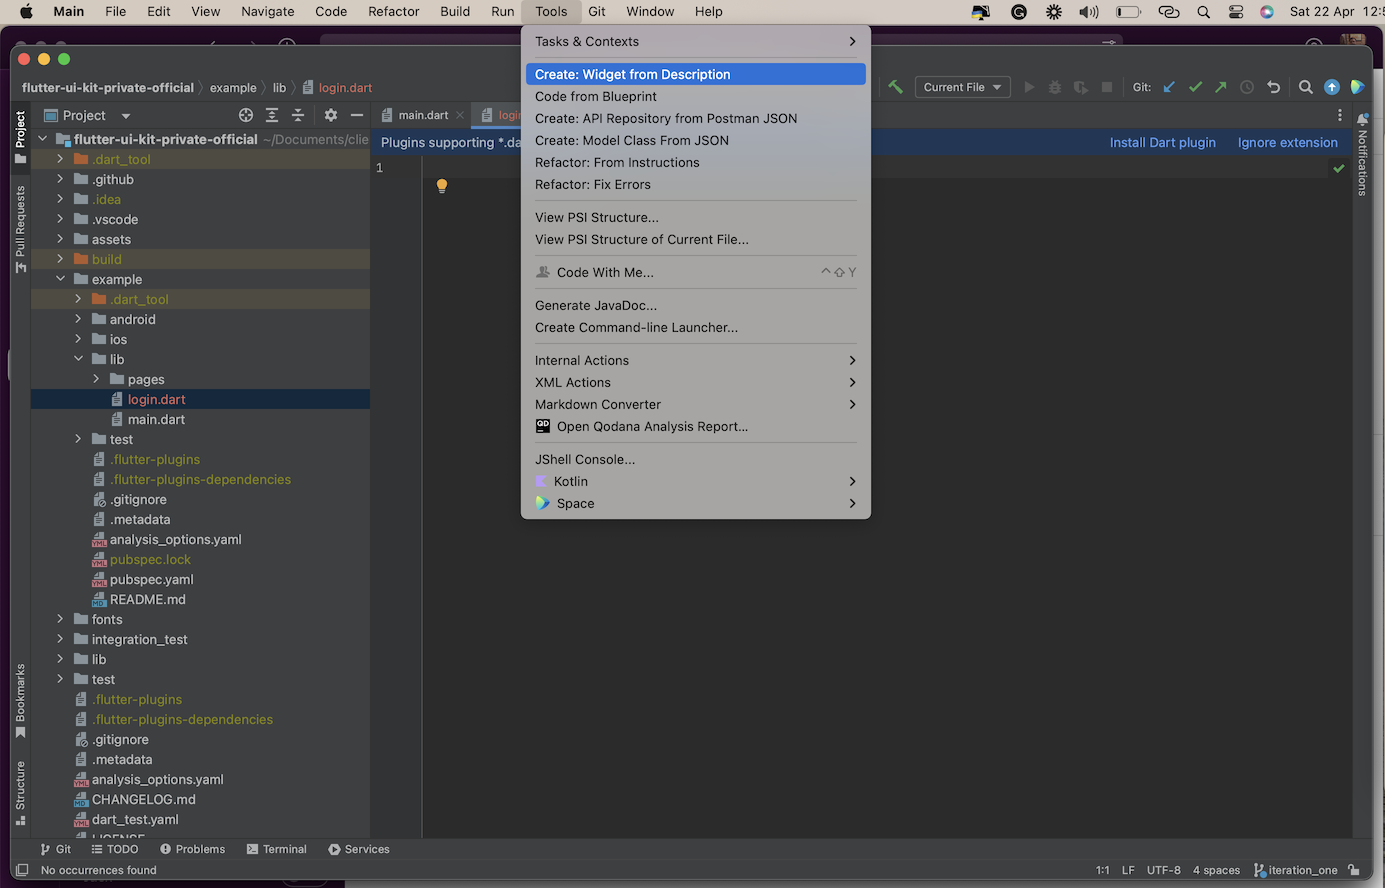 Main File Edit View Navigate Code Refactor Build Run Tools Git Window Help Sat 22 Apr
flutter-ui-kit-private-official example lib login.dart
Current File Git:
Project main.dart
Plugins supporting *.da Install Dart plugin Ignore extension
1
Project
Pull Requests
Bookmarks
Structure
Notifications
flutter-ui-kit-private-official ~/Documents/clie
.dart_tool
.github
.idea
.vscode
assets
build
example
.dart_tool
android
ios
lib
pages
login.dart
main.dart
test
.flutter-plugins
.flutter-plugins-dependencies
.gitignore
.metadata
analysis_options.yaml
pubspec.lock
pubspec.yaml
README.md
fonts
integration_test
lib
test
.flutter-plugins
.flutter-plugins-dependencies
.gitignore
.metadata
analysis_options.yaml
CHANGELOG.md
dart_test.yaml
Tasks & Contexts
Create: Widget from Description
Code from Blueprint
Create: API Repository from Postman JSON
Create: Model Class From JSON
Refactor: From Instructions
Refactor: Fix Errors
View PSI Structure...
View PSI Structure of Current File...
Code With Me... ^⇧Y
Generate JavaDoc...
Create Command-line Launcher...
Internal Actions
XML Actions
Markdown Converter
QD Open Qodana Analysis Report...
JShell Console...
Kotlin
Space
Git TODO Problems Terminal Services
No occurrences found 1:1 LF UTF-8 4 spaces iteration_one